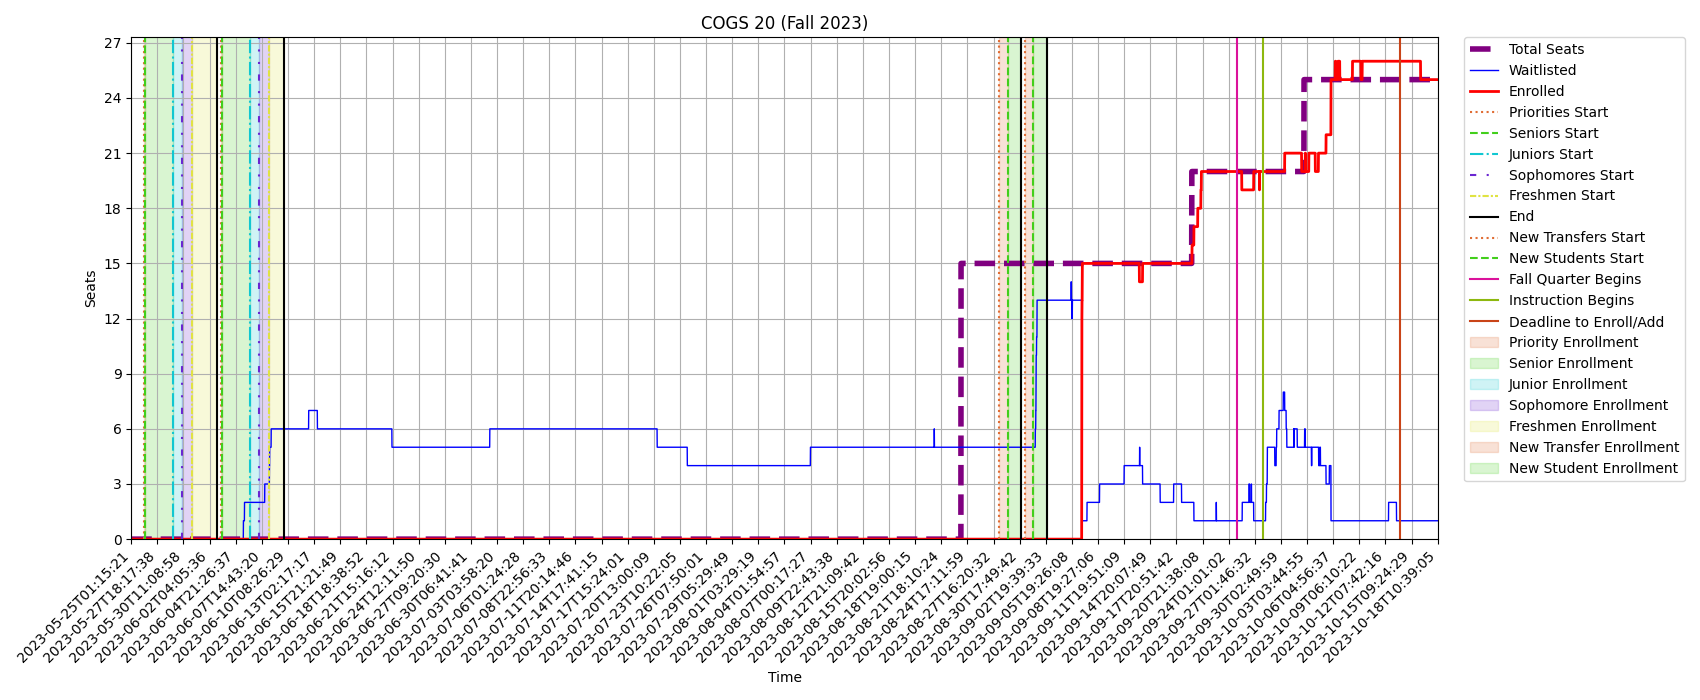 COGS 20 (Fall 2023)
Seats
27
24
21
18
15
12
9
6
3
0
2023-05-25T01:15:21
2023-05-27T18:17:38
2023-05-30T11:08:58
2023-06-02T04:05:36
2023-06-04T21:26:37
2023-06-07T14:43:20
2023-06-10T08:26:29
2023-06-13T02:17:17
2023-06-15T21:21:49
2023-06-18T18:38:52
2023-06-21T15:16:12
2023-06-24T12:11:50
2023-06-27T09:20:30
2023-06-30T06:41:41
2023-07-03T03:58:20
2023-07-06T01:24:28
2023-07-08T22:56:33
2023-07-11T20:14:46
2023-07-14T17:41:15
2023-07-17T15:24:01
2023-07-20T13:00:09
2023-07-23T10:22:05
2023-07-26T07:50:01
2023-07-29T05:29:49
2023-08-01T03:29:19
2023-08-04T01:54:57
2023-08-07T00:17:27
2023-08-09T22:43:38
2023-08-12T21:09:42
2023-08-15T20:02:56
2023-08-18T19:00:15
2023-08-21T18:10:24
2023-08-24T17:11:59
2023-08-27T16:20:32
2023-08-30T17:49:42
2023-09-02T19:39:33
2023-09-05T19:26:08
2023-09-08T19:27:06
2023-09-11T19:51:09
2023-09-14T20:07:49
2023-09-17T20:51:42
2023-09-20T21:38:08
2023-09-24T01:01:02
2023-09-27T01:46:32
2023-09-30T02:49:59
2023-10-03T03:44:55
2023-10-06T04:56:37
2023-10-09T06:10:22
2023-10-12T07:42:16
2023-10-15T09:24:29
2023-10-18T10:39:05
Time
Total Seats
Waitlisted
Enrolled
Priorities Start
Seniors Start
Juniors Start
Sophomores Start
Freshmen Start
End
New Transfers Start
New Students Start
Fall Quarter Begins
Instruction Begins
Deadline to Enroll/Add
Priority Enrollment
Senior Enrollment
Junior Enrollment
Sophomore Enrollment
Freshmen Enrollment
New Transfer Enrollment
New Student Enrollment